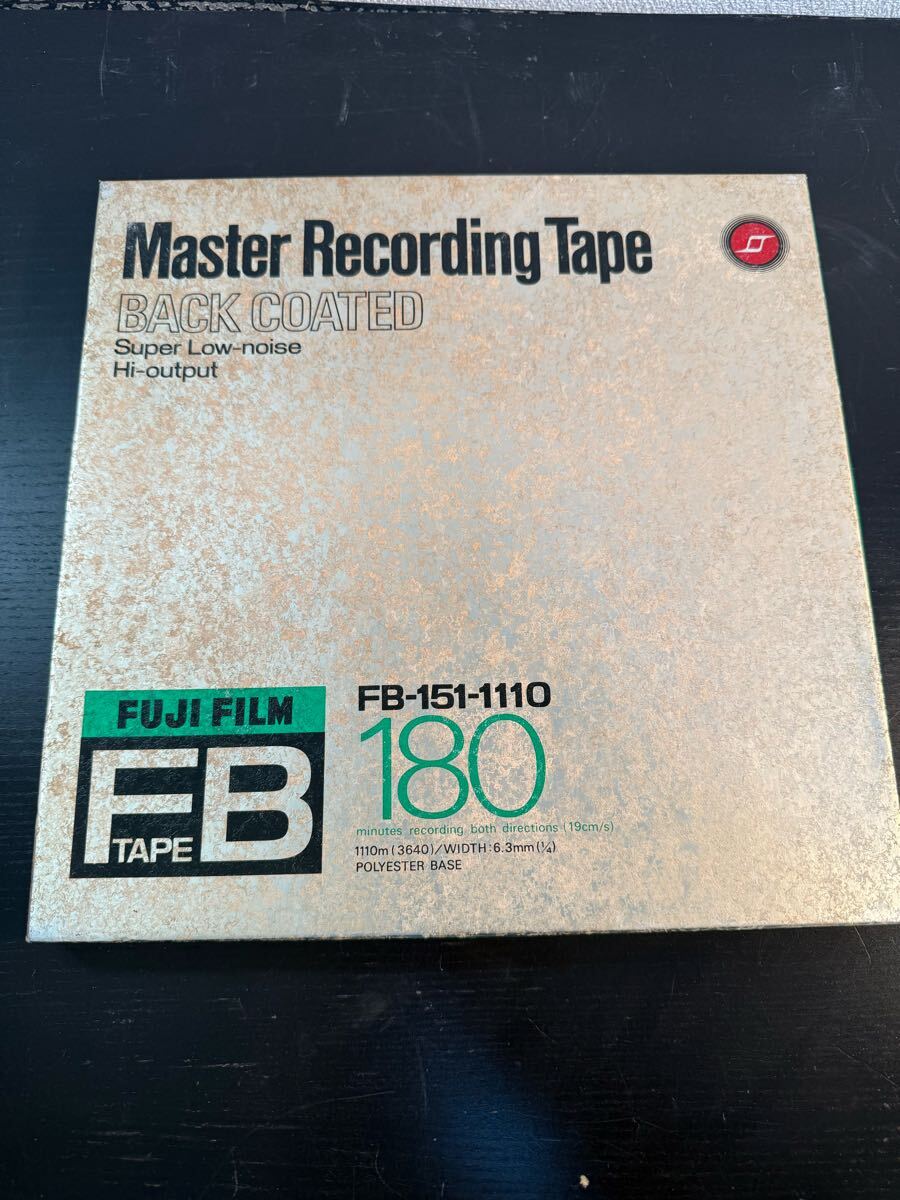 Master Recording Tape
BACK COATED
Super Low-noise
Hi-output
FUJI FILM
FB
TAPE
FB-151-1110
180
minutes recording both directions (19cm/s)
1110m (3640)/WIDTH:6.3mm (¼)
POLYESTER BASE